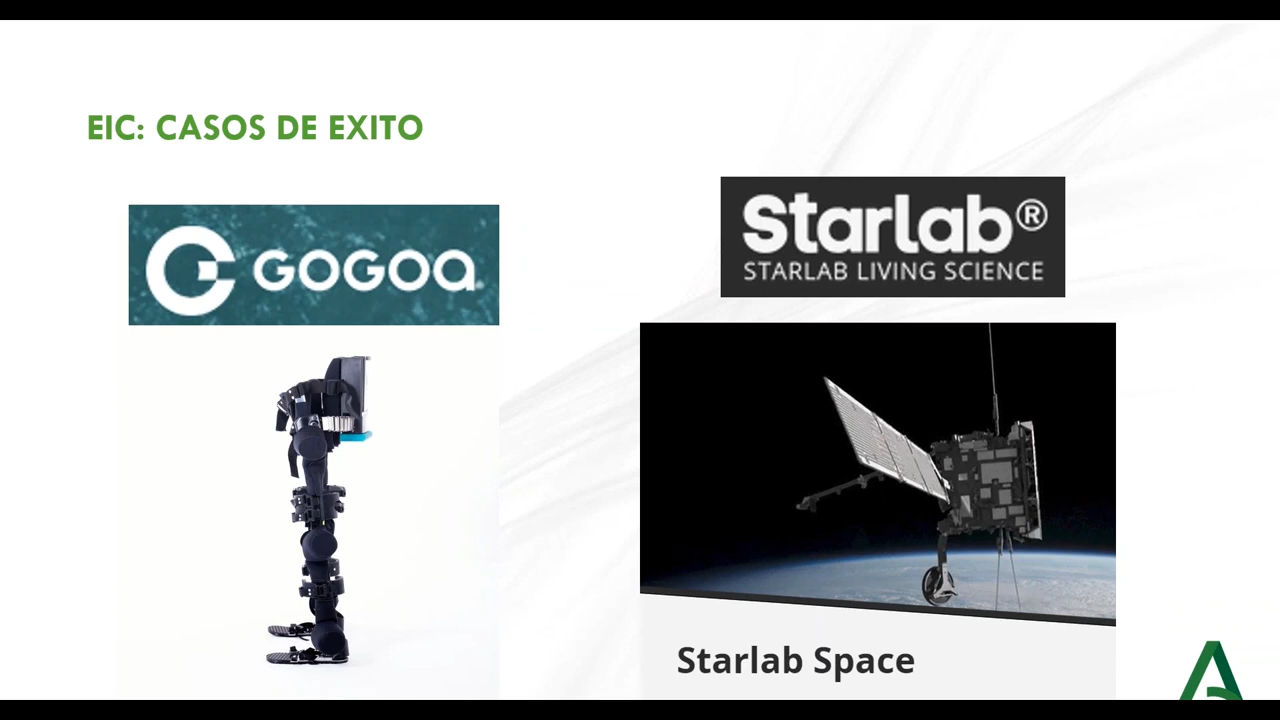 EIC: CASOS DE EXITO
GOGOA
Starlab®
STARLAB LIVING SCIENCE
Starlab Space